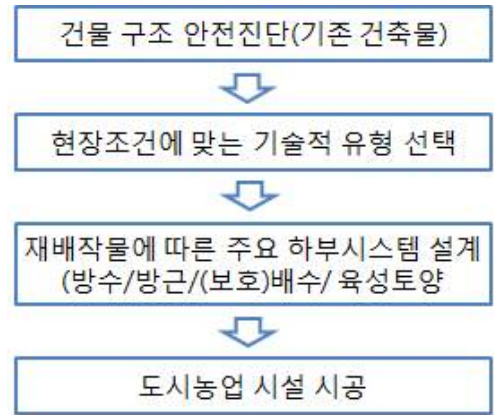 건물 구조 안전진단(기존 건축물)
현장조건에 맞는 기술적 유형 선택
재배작물에 따른 주요 하부시스템 설계
(방수/방근/(보호)배수/ 육성토양
도시농업 시설 시공